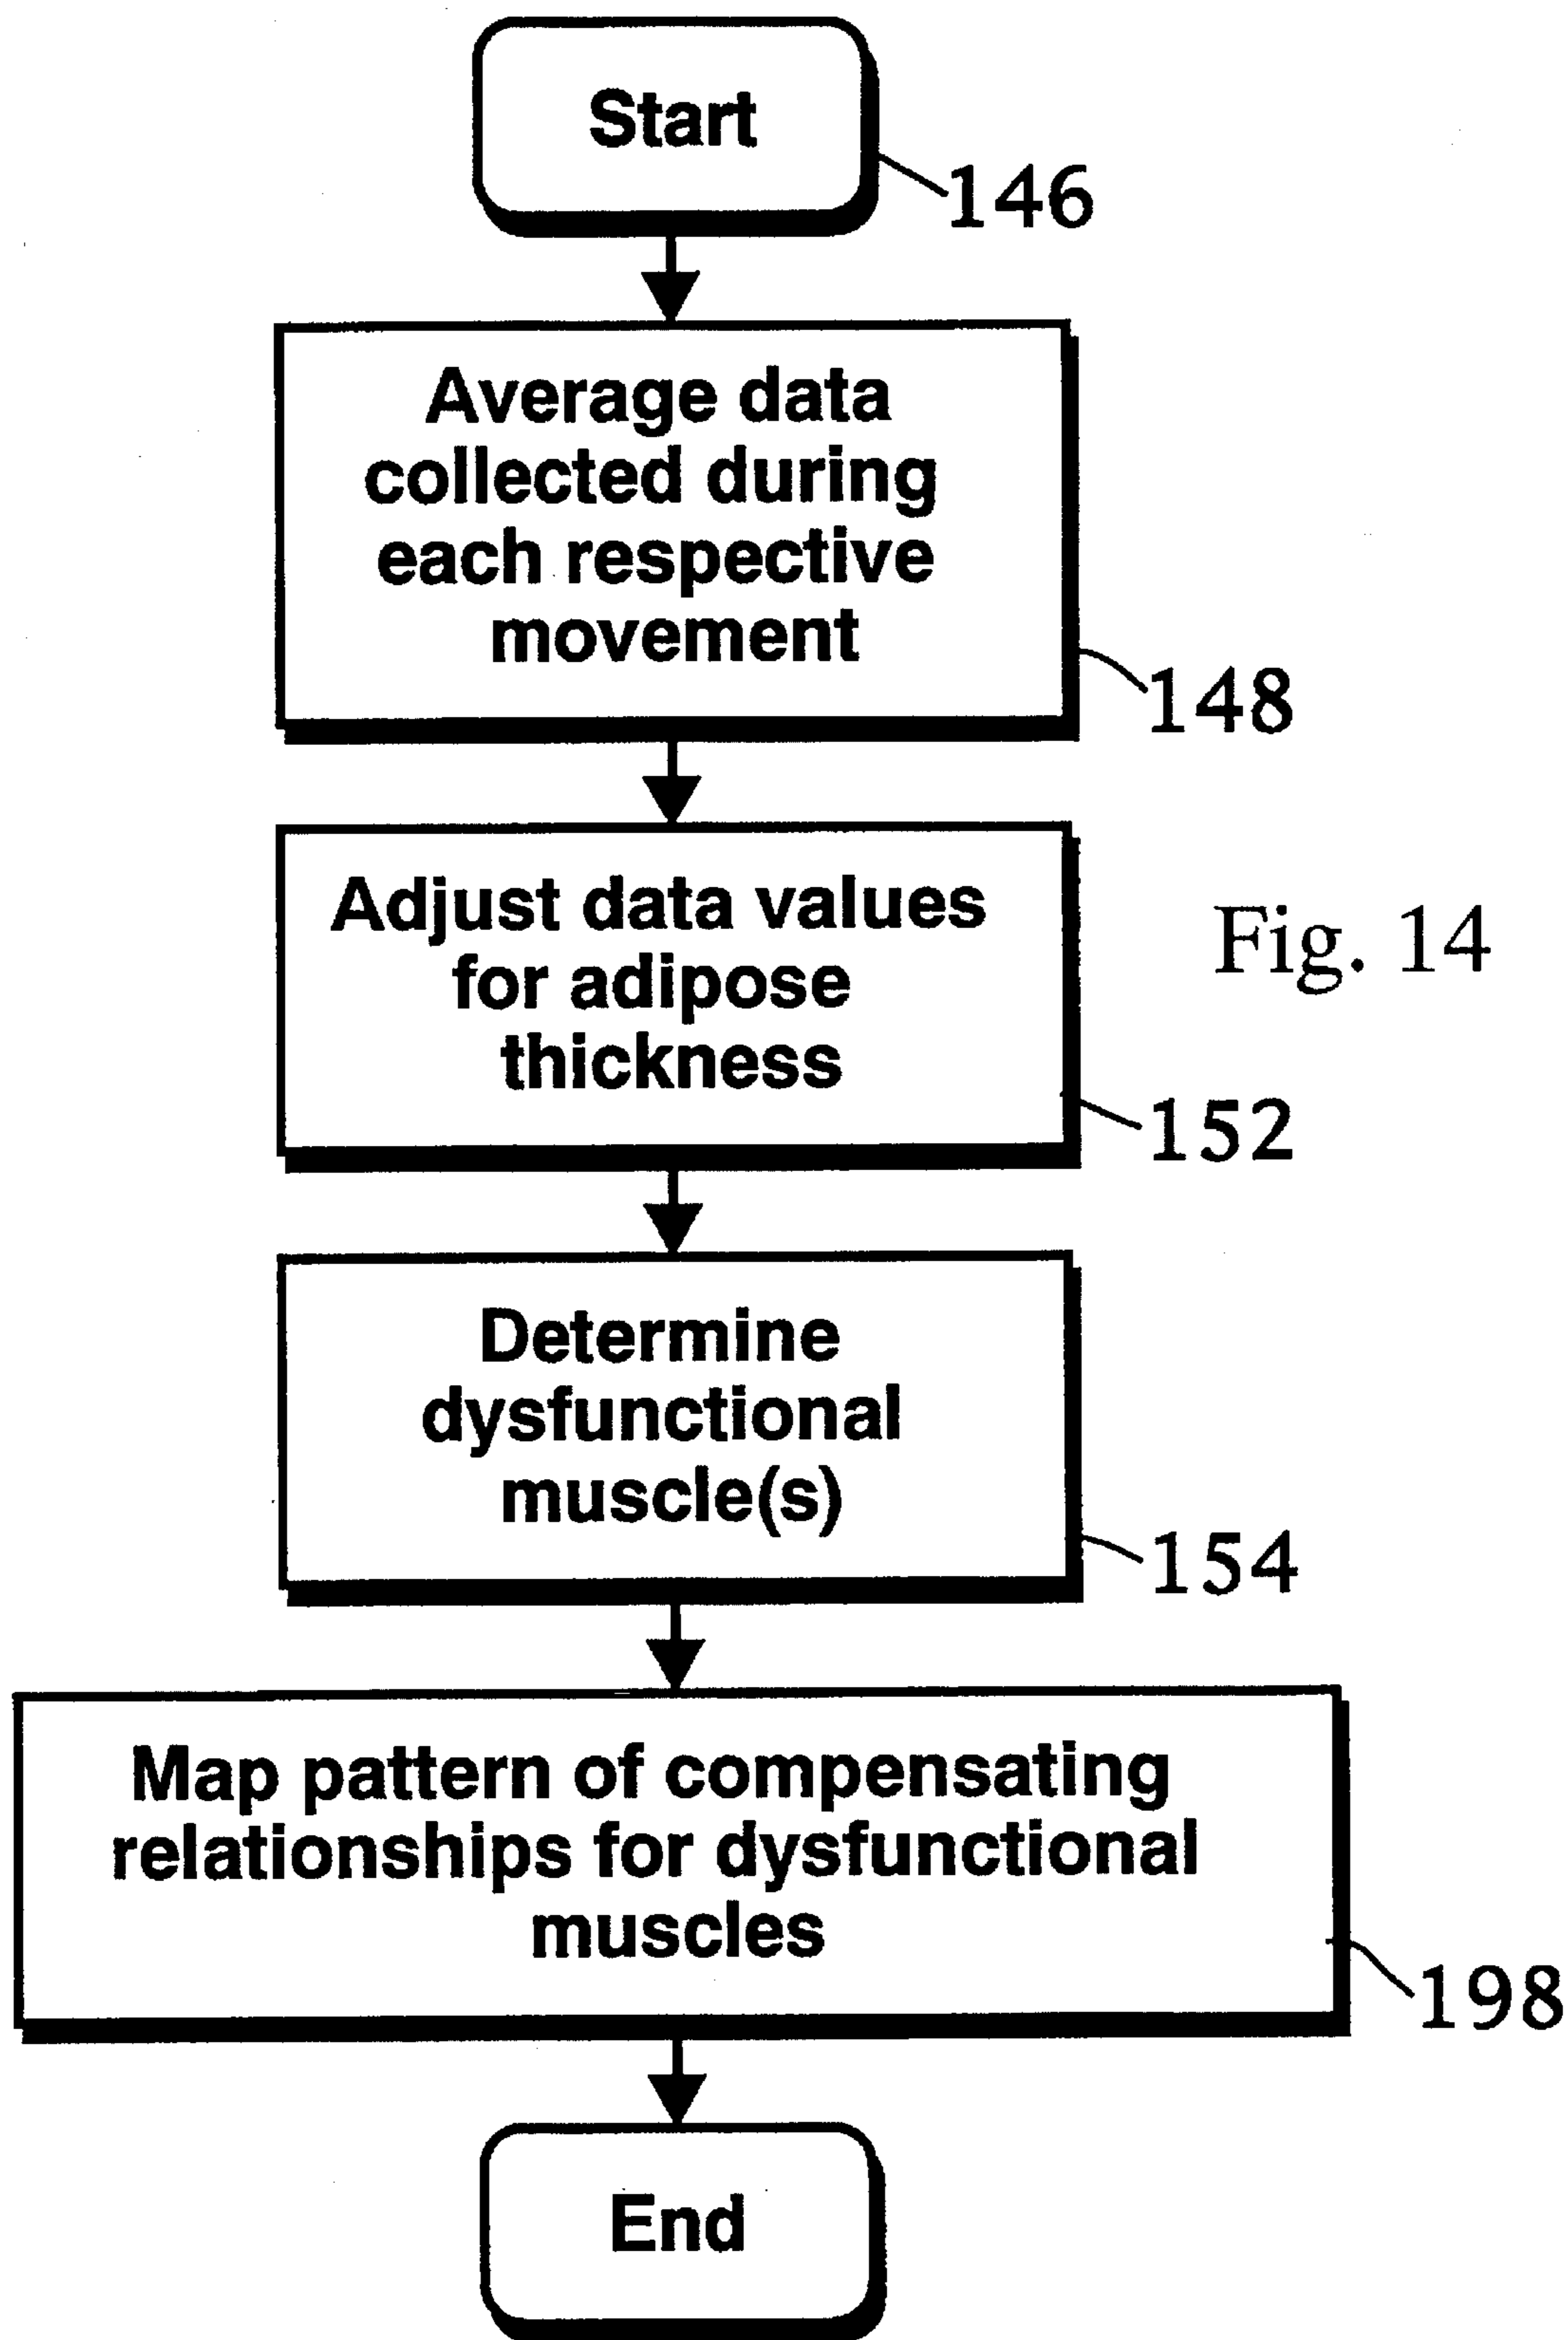 Start
146
Average data
collected during
each respective
movement
148
Adjust data values
for adipose
thickness
152
Fig. 14
Determine
dysfunctional
muscle(s)
154
Map pattern of compensating
relationships for dysfunctional
muscles
198
End